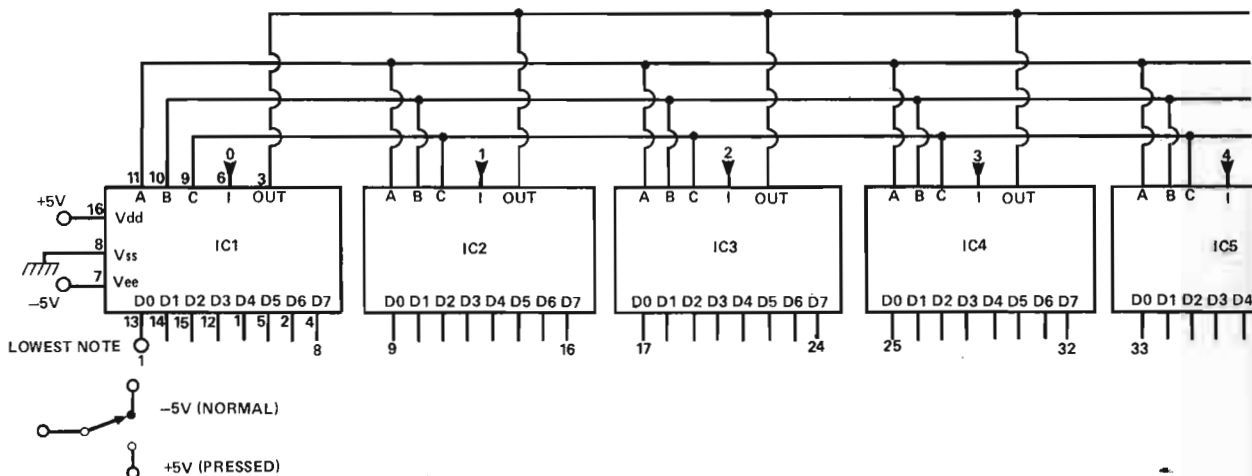 0 1 2 3 4
11 10 9 6 3
A B C I OUT A B C I OUT A B C I OUT A B C I OUT A B C I
+5V 16 Vdd
IC1 IC2 IC3 IC4 IC5
8 Vss
7 Vee
−5V
D0 D1 D2 D3 D4 D5 D6 D7 D0 D1 D2 D3 D4 D5 D6 D7 D0 D1 D2 D3 D4 D5 D6 D7 D0 D1 D2 D3 D4 D5 D6 D7 D0 D1 D2 D3 D4
13 14 15 12 1 5 2 4
LOWEST NOTE 1 8 9 16 17 24 25 32 33
−5V (NORMAL)
+5V (PRESSED)